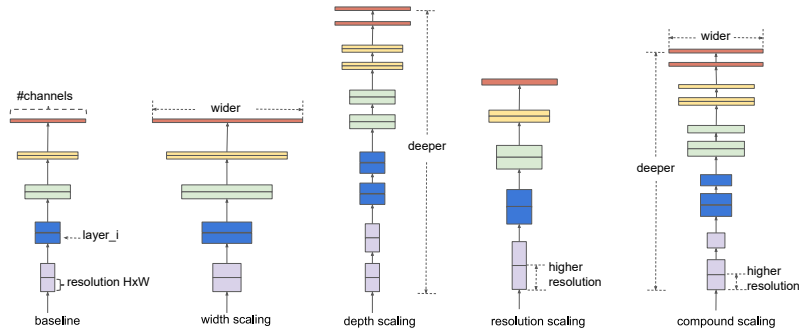 #channels
layer_i
resolution HxW
baseline
wider
width scaling
deeper
depth scaling
higher
resolution
resolution scaling
wider
deeper
higher
resolution
compound scaling